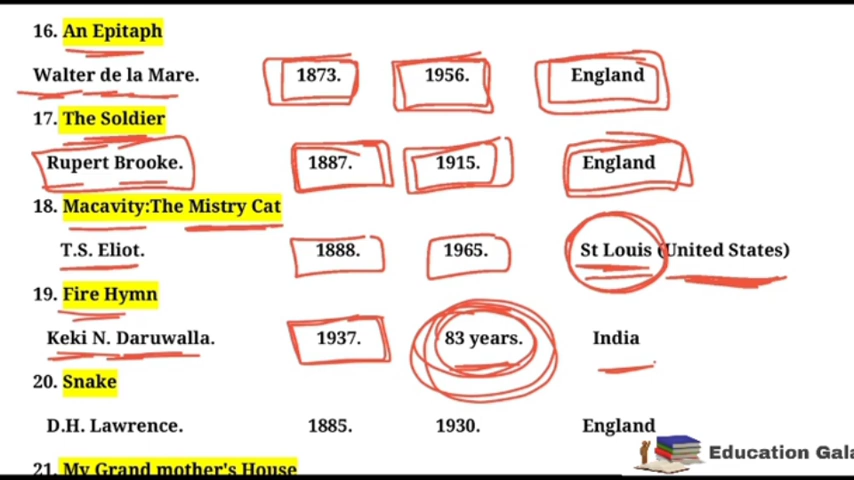 16. An Epitaph
Walter de la Mare. 1873. 1956. England
17. The Soldier
Rupert Brooke. 1887. 1915. England
18. Macavity:The Mistry Cat
T.S. Eliot. 1888. 1965. St Louis (United States)
19. Fire Hymn
Keki N. Daruwalla. 1937. 83 years. India
20. Snake
D.H. Lawrence. 1885. 1930. England
21. My Grand mother's House
Education Gala